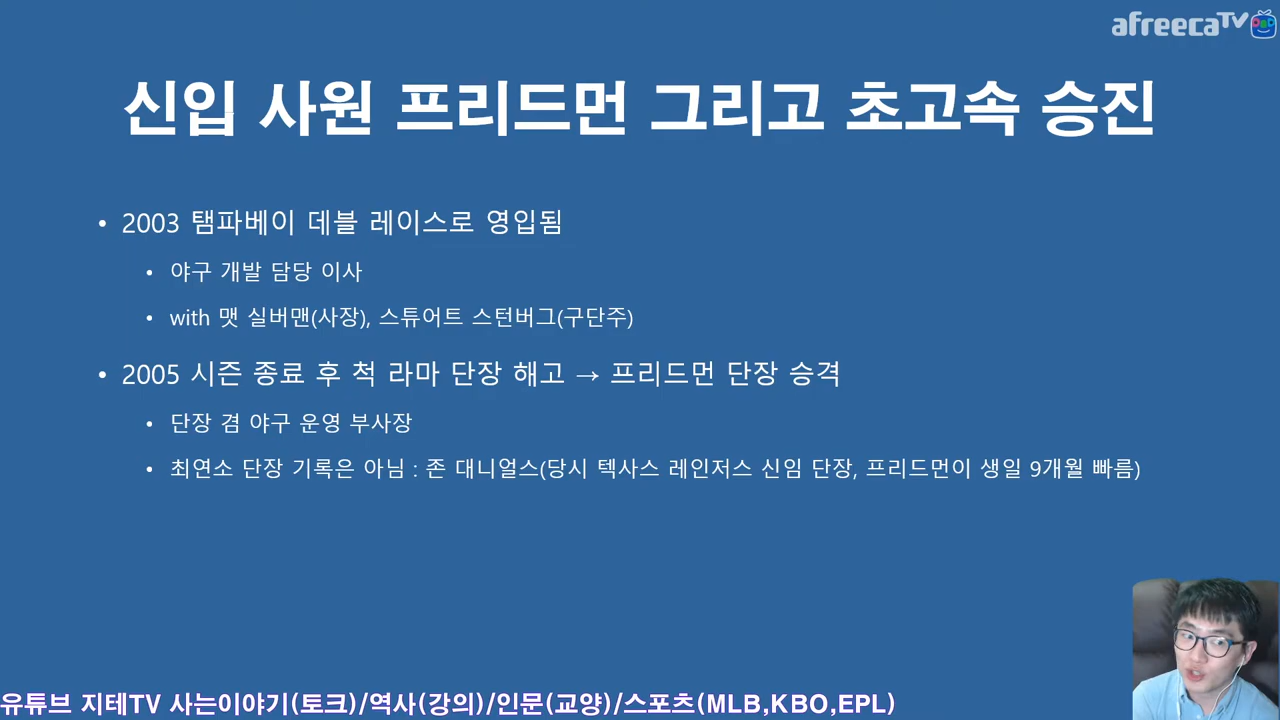 afreecaTV
신입 사원 프리드먼 그리고 초고속 승진
• 2003 탬파베이 데블 레이스로 영입됨
• 야구 개발 담당 이사
• with 맷 실버맨(사장), 스튜어트 스턴버그(구단주)
• 2005 시즌 종료 후 척 라마 단장 해고 → 프리드먼 단장 승격
• 단장 겸 야구 운영 부사장
• 최연소 단장 기록은 아님 : 존 대니얼스(당시 텍사스 레인저스 신임 단장, 프리드먼이 생일 9개월 빠름)
유튜브 지테TV 사는이야기(토크)/역사(강의)/인문(교양)/스포츠(MLB,KBO,EPL)